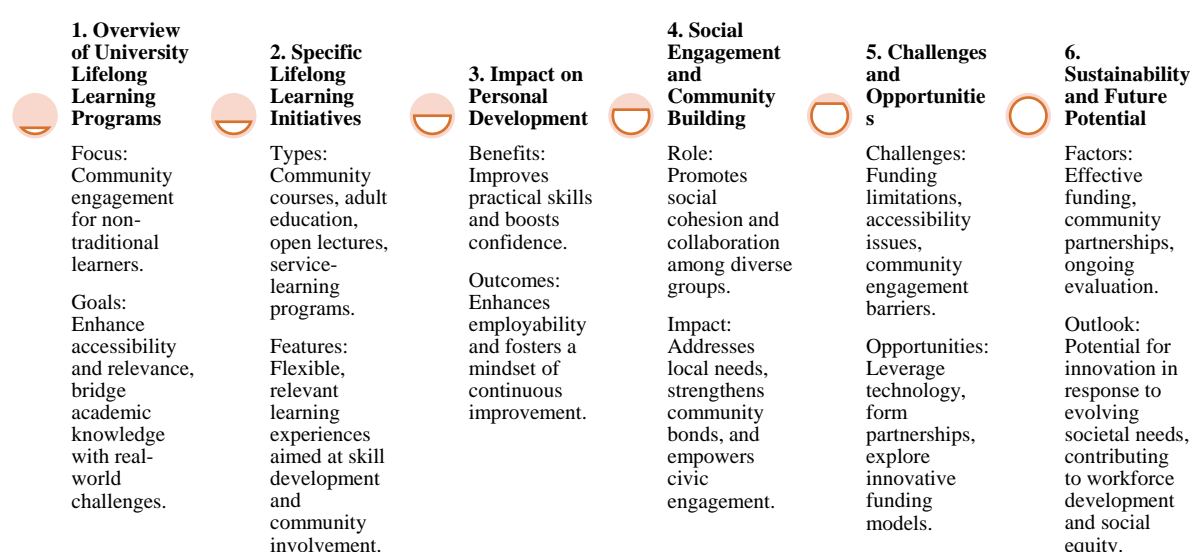 1. Overview
of University
Lifelong
Learning
Programs
Focus:
Community
engagement
for non-
traditional
learners.
Goals:
Enhance
accessibility
and relevance,
bridge
academic
knowledge
with real-
world
challenges.
2. Specific
Lifelong
Learning
Initiatives
Types:
Community
courses, adult
education,
open lectures,
service-
learning
programs.
Features:
Flexible,
relevant
learning
experiences
aimed at skill
development
and
community
involvement.
3. Impact on
Personal
Development
Benefits:
Improves
practical skills
and boosts
confidence.
Outcomes:
Enhances
employability
and fosters a
mindset of
continuous
improvement.
4. Social
Engagement
and
Community
Building
Role:
Promotes
social
cohesion and
collaboration
among diverse
groups.
Impact:
Addresses
local needs,
strengthens
community
bonds, and
empowers
civic
engagement.
5. Challenges
and
Opportunitie
s
Challenges:
Funding
limitations,
accessibility
issues,
community
engagement
barriers.
Opportunities:
Leverage
technology,
form
partnerships,
explore
innovative
funding
models.
6.
Sustainability
and Future
Potential
Factors:
Effective
funding,
community
partnerships,
ongoing
evaluation.
Outlook:
Potential for
innovation in
response to
evolving
societal needs,
contributing
to workforce
development
and social
equity.